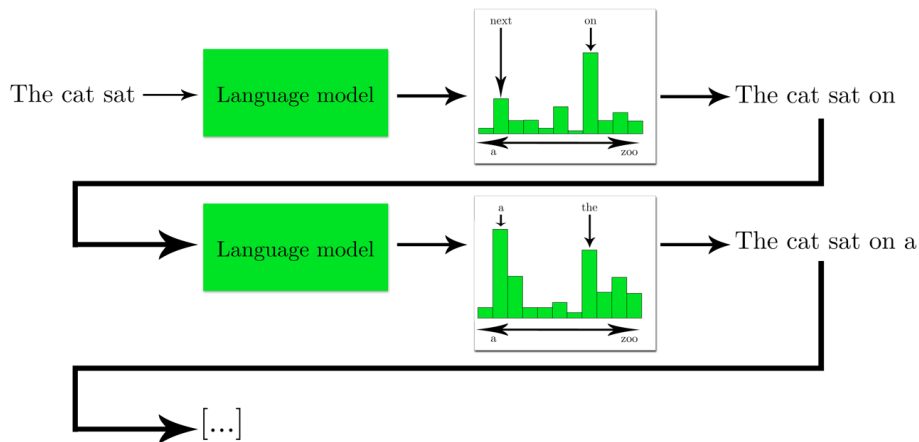 next on
The cat sat Language model The cat sat on
a zoo
a the
Language model The cat sat on a
a zoo
[...]